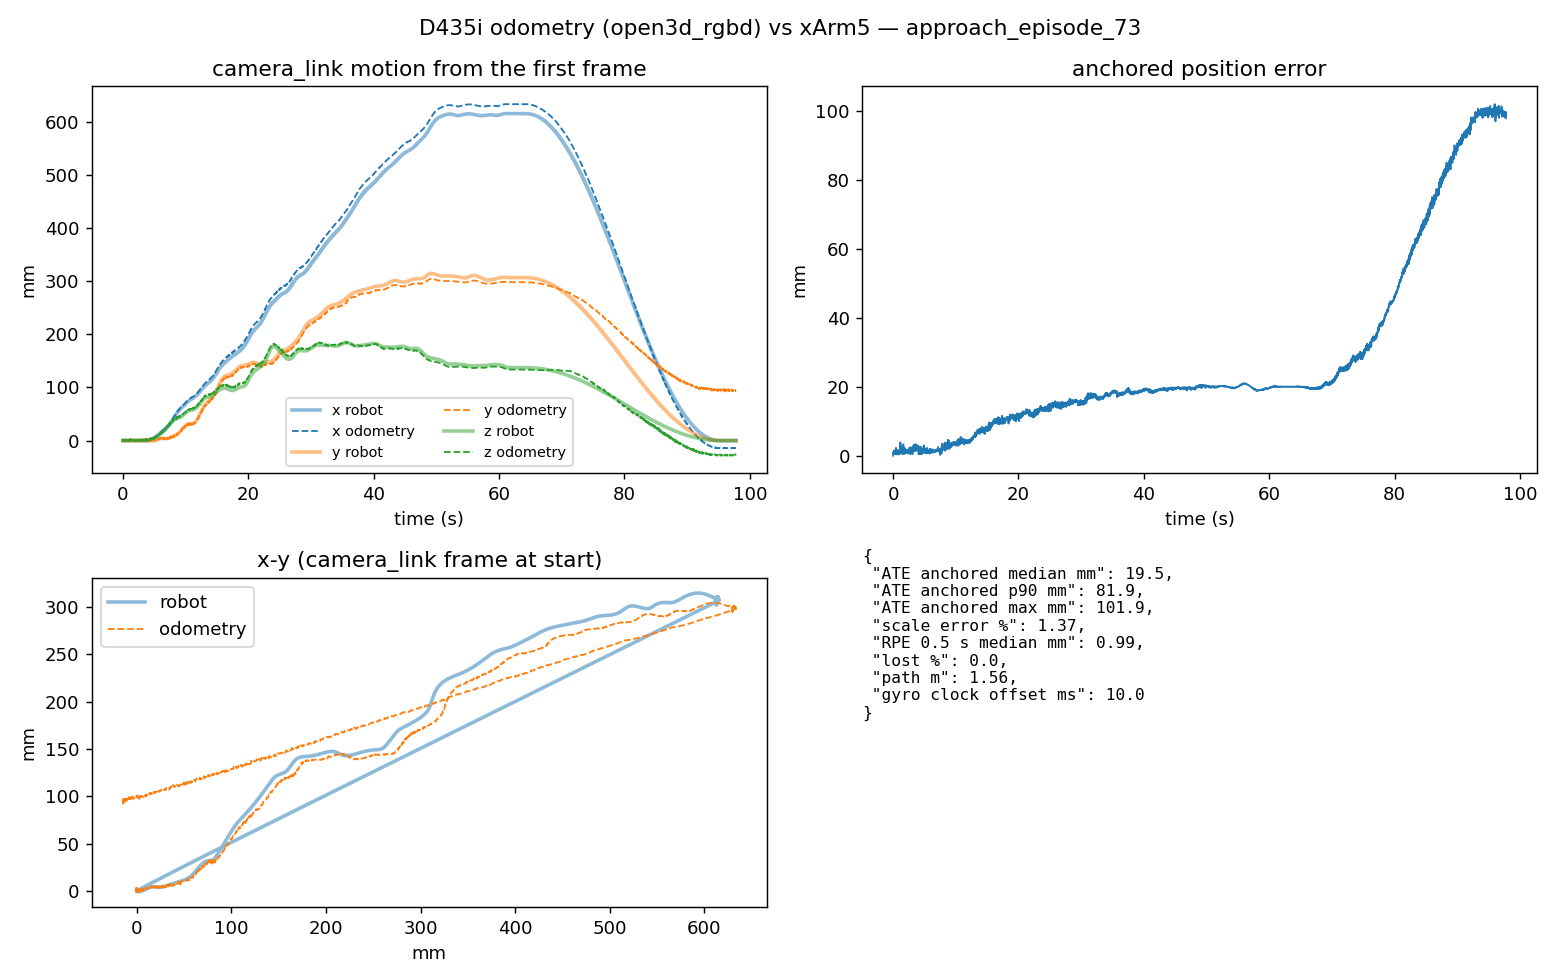 D435i odometry (open3d_rgbd) vs xArm5 — approach_episode_73
camera_link motion from the first frame
600
500
400
300
200
100
0
mm
0 20 40 60 80 100
time (s)
x robot
x odometry
y robot
y odometry
z robot
z odometry
anchored position error
100
80
60
40
20
0
mm
0 20 40 60 80 100
time (s)
x-y (camera_link frame at start)
robot
odometry
300
250
200
150
100
50
0
mm
0 100 200 300 400 500 600
mm
{
"ATE anchored median mm": 19.5,
"ATE anchored p90 mm": 81.9,
"ATE anchored max mm": 101.9,
"scale error %": 1.37,
"RPE 0.5 s median mm": 0.99,
"lost %": 0.0,
"path m": 1.56,
"gyro clock offset ms": 10.0
}